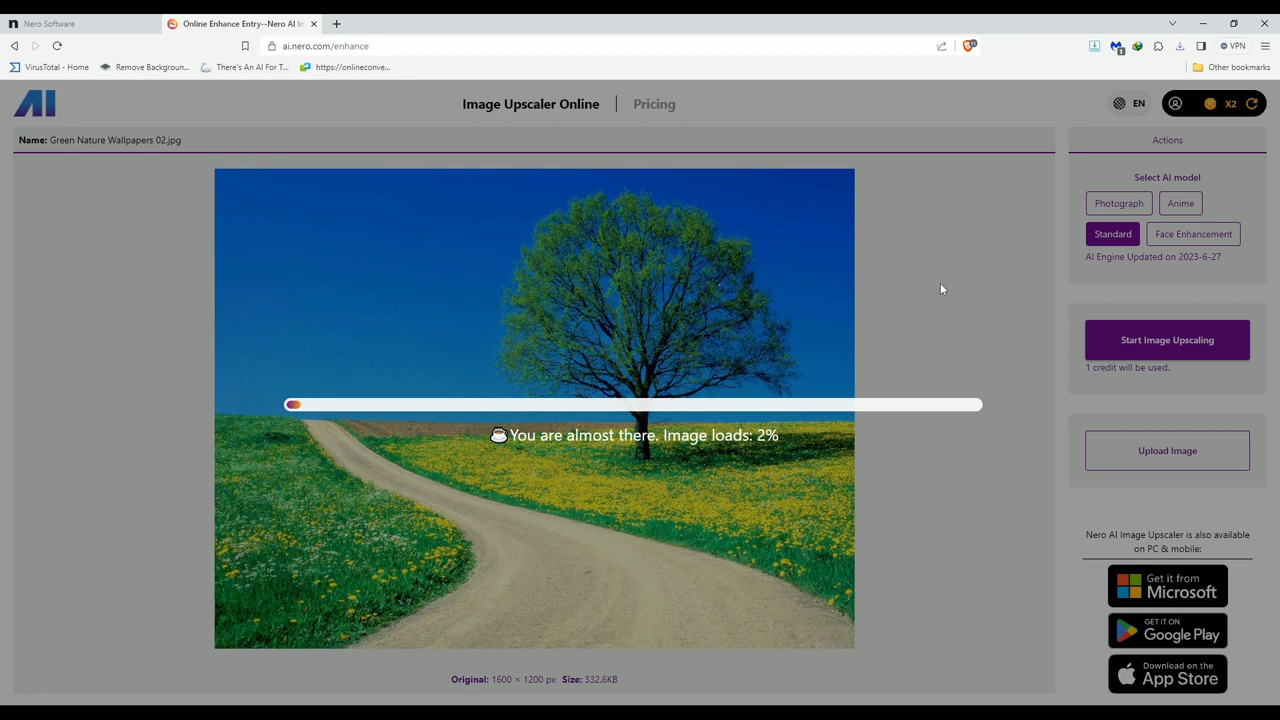 Nero Software
Online Enhance Entry--Nero AI In
ai.nero.com/enhance
11
1
VPN
VirusTotal - Home
Remove Backgroun...
There's An AI For T...
https://onlineconve...
Other bookmarks
AI
Image Upscaler Online
Pricing
EN
X2
Name: Green Nature Wallpapers 02.jpg
Actions
Select AI model
Photograph
Anime
Standard
Face Enhancement
AI Engine Updated on 2023-6-27
Start Image Upscaling
1 credit will be used.
You are almost there. Image loads: 2%
Upload Image
Nero AI Image Upscaler is also available
on PC & mobile:
Get it from
Microsoft
GET IT ON
Google Play
Download on the
App Store
Original: 1600 × 1200 px Size: 332.6KB